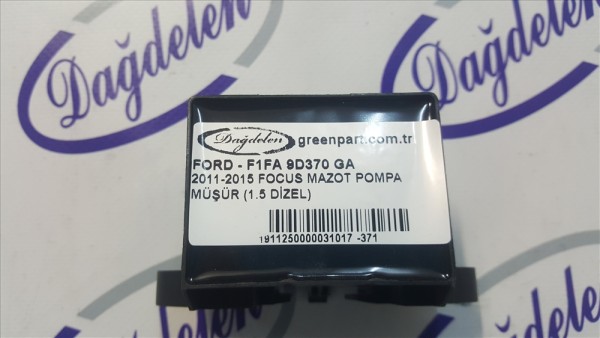 Dağdelen
Dağdelen
Dağdelen greenpart.com.tr
FORD - F1FA 9D370 GA
2011-2015 FOCUS MAZOT POMPA
MÜŞÜR (1.5 DİZEL)
1911250000031017 -371
Dağdelen
Dağdelen